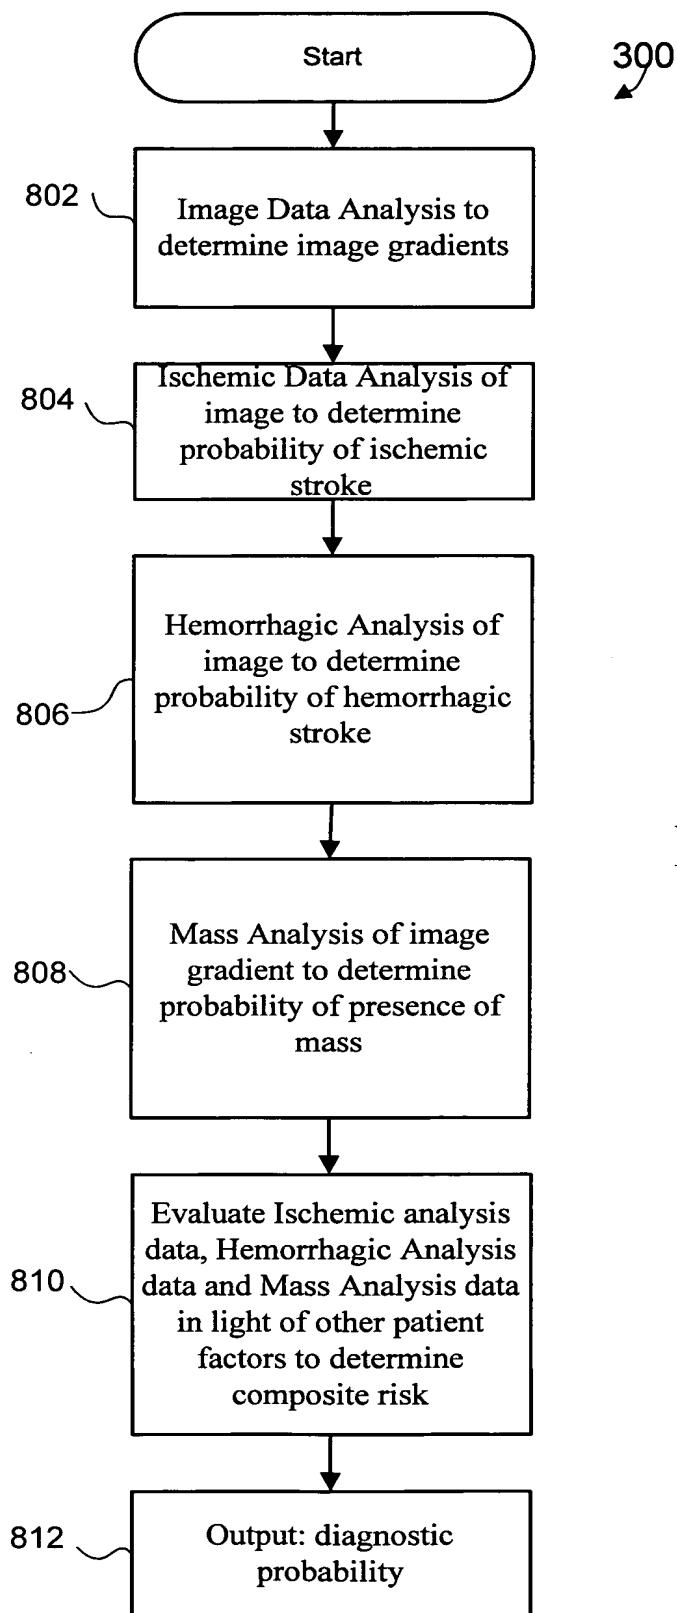 Start
300
802
Image Data Analysis to
determine image gradients
804
Ischemic Data Analysis of
image to determine
probability of ischemic
stroke
806
Hemorrhagic Analysis of
image to determine
probability of hemorrhagic
stroke
808
Mass Analysis of image
gradient to determine
probability of presence of
mass
810
Evaluate Ischemic analysis
data, Hemorrhagic Analysis
data and Mass Analysis data
in light of other patient
factors to determine
composite risk
812
Output: diagnostic
probability